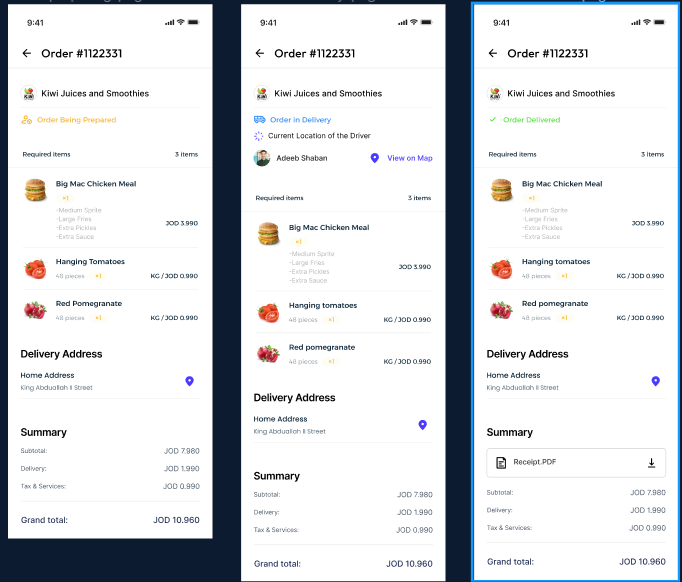 9:41
Order #1122331
Kiwi Juices and Smoothies
Order Being Prepared
Required items 3 items
Big Mac Chicken Meal
×1
-Medium Sprite
-Large Fries
-Extra Pickles
-Extra Sauce
JOD 3.990
Hanging Tomatoes
48 pieces ×1 KG / JOD 0.990
Red Pomegranate
48 pieces ×1 KG / JOD 0.990
Delivery Address
Home Address
King Abduallah II Street
Summary
Subtotal: JOD 7.980
Delivery: JOD 1.990
Tax & Services: JOD 0.990
Grand total: JOD 10.960
9:41
Order #1122331
Kiwi Juices and Smoothies
Order in Delivery
Current Location of the Driver
Adeeb Shaban View on Map
Required items 3 items
Big Mac Chicken Meal
×1
-Medium Sprite
-Large Fries
-Extra Pickles
-Extra Sauce
JOD 3.990
Hanging tomatoes
48 pieces ×1 KG / JOD 0.990
Red pomegranate
48 pieces ×1 KG / JOD 0.990
Delivery Address
Home Address
King Abduallah II Street
Summary
Subtotal: JOD 7.980
Delivery: JOD 1.990
Tax & Services: JOD 0.990
Grand total: JOD 10.960
9:41
Order #1122331
Kiwi Juices and Smoothies
Order Delivered
Required items 3 items
Big Mac Chicken Meal
×1
-Medium Sprite
-Large Fries
-Extra Pickles
-Extra Sauce
JOD 3.990
Hanging tomatoes
48 pieces ×1 KG / JOD 0.990
Red pomegranate
48 pieces ×1 KG / JOD 0.990
Delivery Address
Home Address
King Abduallah II Street
Summary
Receipt.PDF
Subtotal: JOD 7.980
Delivery: JOD 1.990
Tax & Services: JOD 0.990
Grand total: JOD 10.960